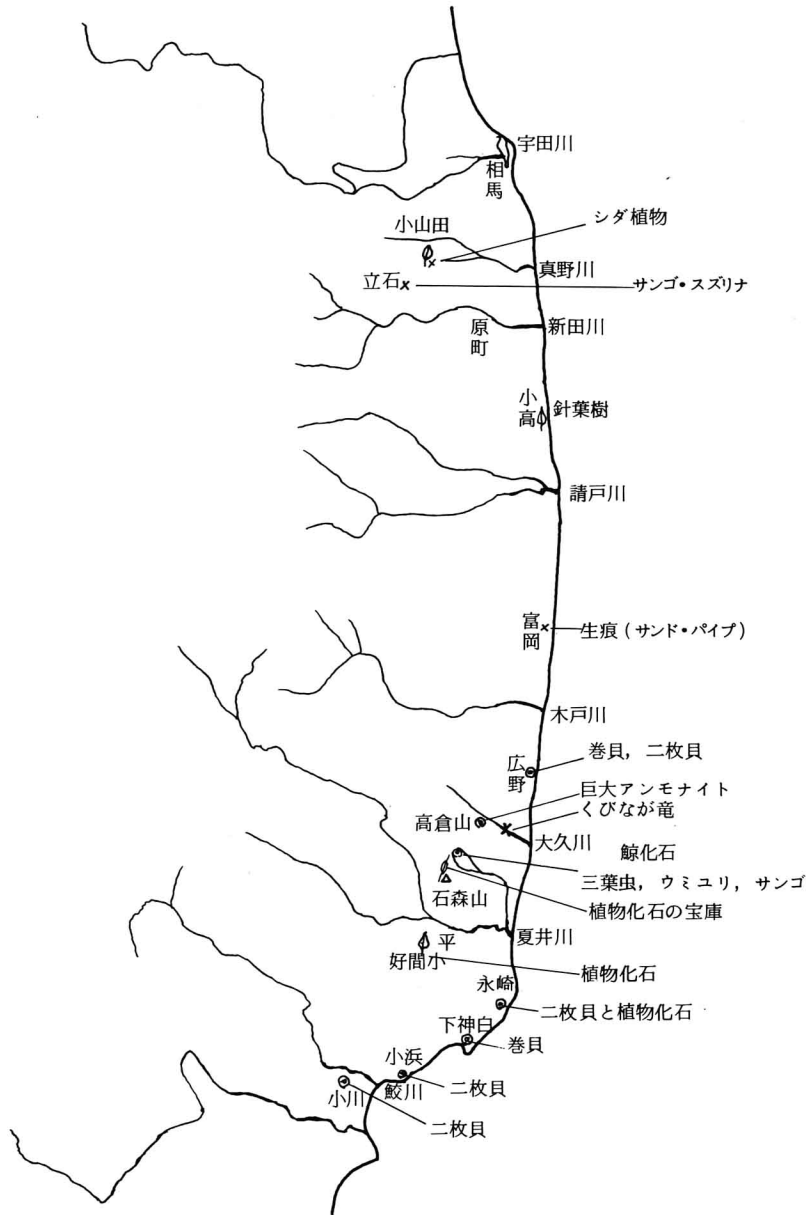 宇田川
相馬
小山田
シダ植物
真野川
立石
サンゴ・スズリナ
原町
新田川
小高
針葉樹
請戸川
富岡
生痕(サンド・パイプ)
木戸川
広野
巻貝,二枚貝
巨大アンモナイト
くびなが竜
高倉山
大久川
鯨化石
三葉虫,ウミユリ,サンゴ
石森山
植物化石の宝庫
平
夏井川
好間小
植物化石
永崎
二枚貝と植物化石
下神白
巻貝
小浜
二枚貝
小川
鮫川
二枚貝